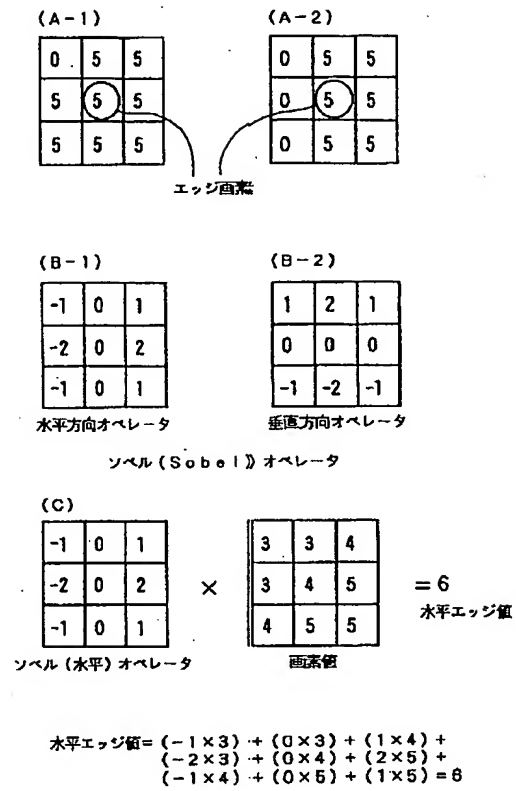 (A-1) (A-2)
0 5 5 0 5 5
5 5 5 0 5 5
5 5 5 0 5 5
エッジ画素
(B-1) (B-2)
-1 0 1 1 2 1
-2 0 2 0 0 0
-1 0 1 -1 -2 -1
水平方向オペレータ 垂直方向オペレータ
ソベル(Sobel))オペレータ
(C)
-1 0 1 3 3 4
-2 0 2 × 3 4 5 =6
-1 0 1 4 5 5 水平エッジ値
ソベル(水平)オペレータ 画素値
水平エッジ値=(-1×3)+(0×3)+(1×4)+
(-2×3)+(0×4)+(2×5)+
(-1×4)+(0×5)+(1×5)=6